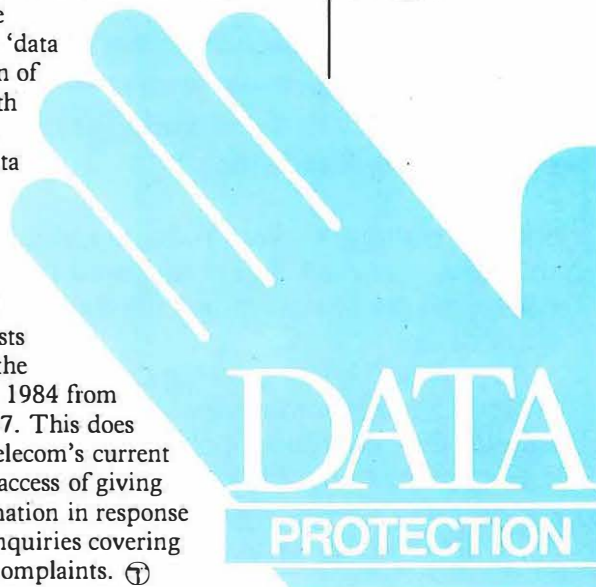 e
‘data
n of
th
ta
sts
the
1984 from
7. This does
elecom’s current
access of giving
nation in response
nquiries covering
omplaints.
DATA
PROTECTION